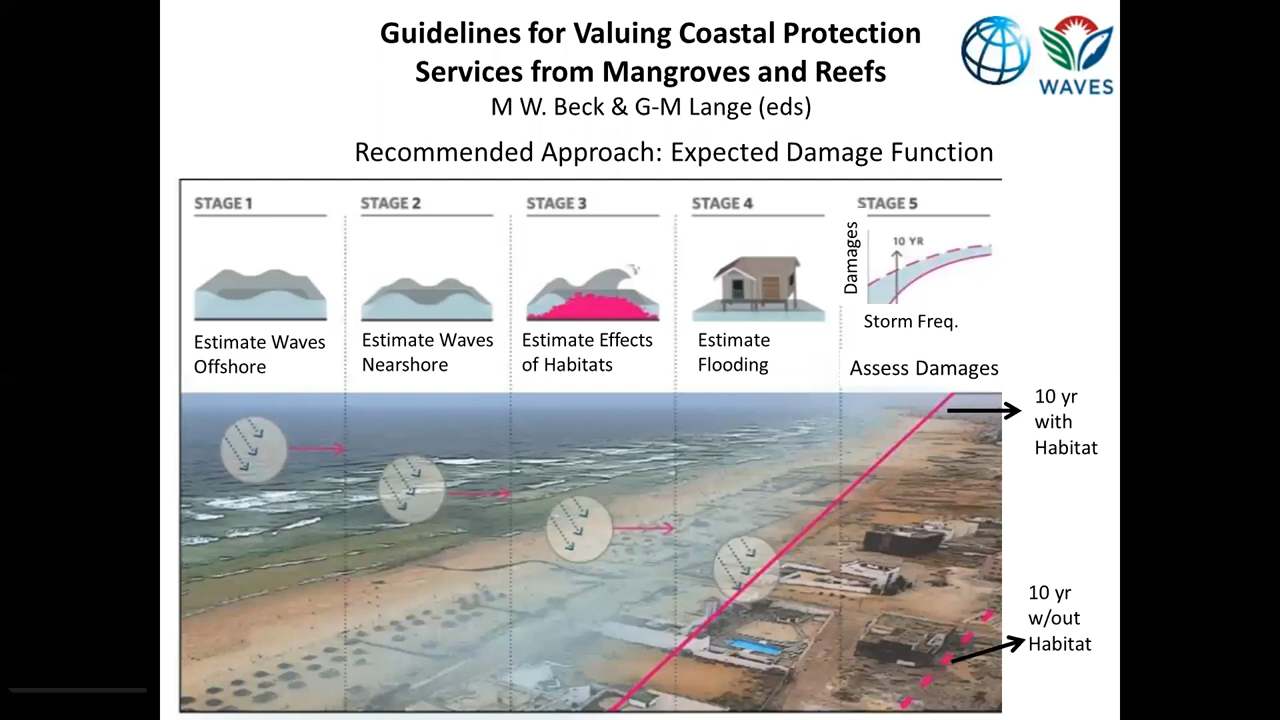 Guidelines for Valuing Coastal Protection
Services from Mangroves and Reefs
M W. Beck & G-M Lange (eds)
WAVES
Recommended Approach: Expected Damage Function
STAGE 1
Estimate Waves
Offshore
STAGE 2
Estimate Waves
Nearshore
STAGE 3
Estimate Effects
of Habitats
STAGE 4
Estimate
Flooding
STAGE 5
Damages
10 YR
Storm Freq.
Assess Damages
10 yr
with
Habitat
10 yr
w/out
Habitat